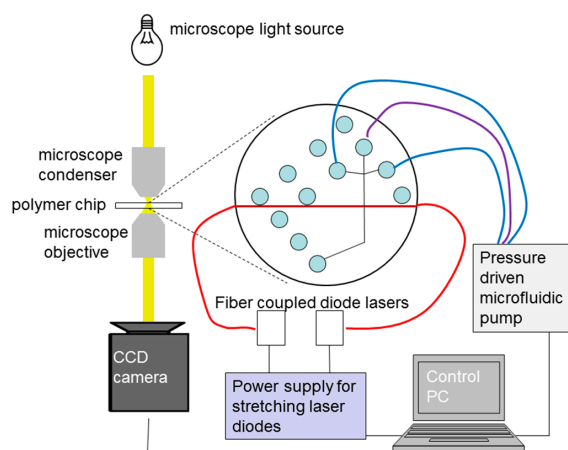 microscope light source
microscope
condenser
polymer chip
microscope
objective
Fiber coupled diode lasers
Pressure
driven
microfluidic
pump
CCD
camera
Power supply for
stretching laser
diodes
Control
PC